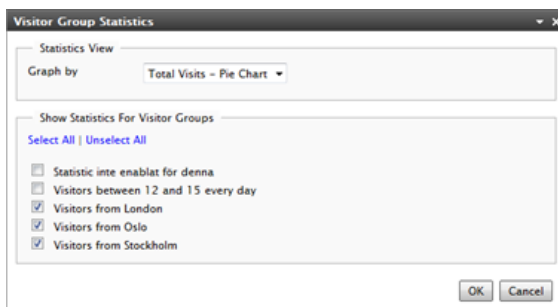 Visitor Group Statistics
Statistics View
Graph by Total Visits – Pie Chart
Show Statistics For Visitor Groups
Select All | Unselect All
Statistic inte enablat för denna
Visitors between 12 and 15 every day
Visitors from London
Visitors from Oslo
Visitors from Stockholm
OK Cancel